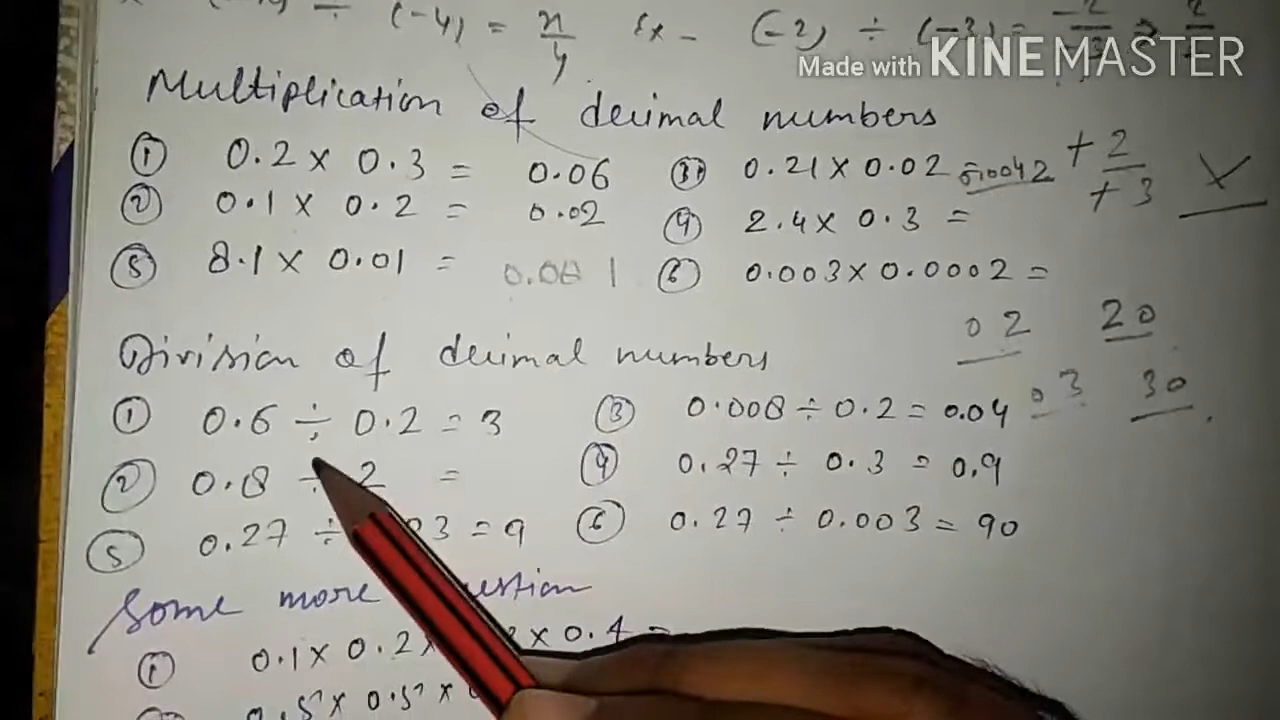 ÷ (-4) = x/4 Ex - (-2) ÷ (-3) =
Made with KINEMASTER
Multiplication of decimal numbers
① 0.2 x 0.3 = 0.06 ③ 0.21 x 0.02 = 0.0042 +2/+3
② 0.1 x 0.2 = 0.02 ④ 2.4 x 0.3 =
⑤ 8.1 x 0.01 = 0.081 ⑥ 0.003 x 0.0002 =
02 20
Division of decimal numbers
03 30
① 0.6 ÷ 0.2 = 3 ③ 0.008 ÷ 0.2 = 0.04
② 0.8 ÷ 2 = ④ 0.27 ÷ 0.3 = 0.9
⑤ 0.27 ÷ 03 = 9 ⑥ 0.27 ÷ 0.003 = 90
Some more
① 0.1 x 0.2 x x 0.4 =